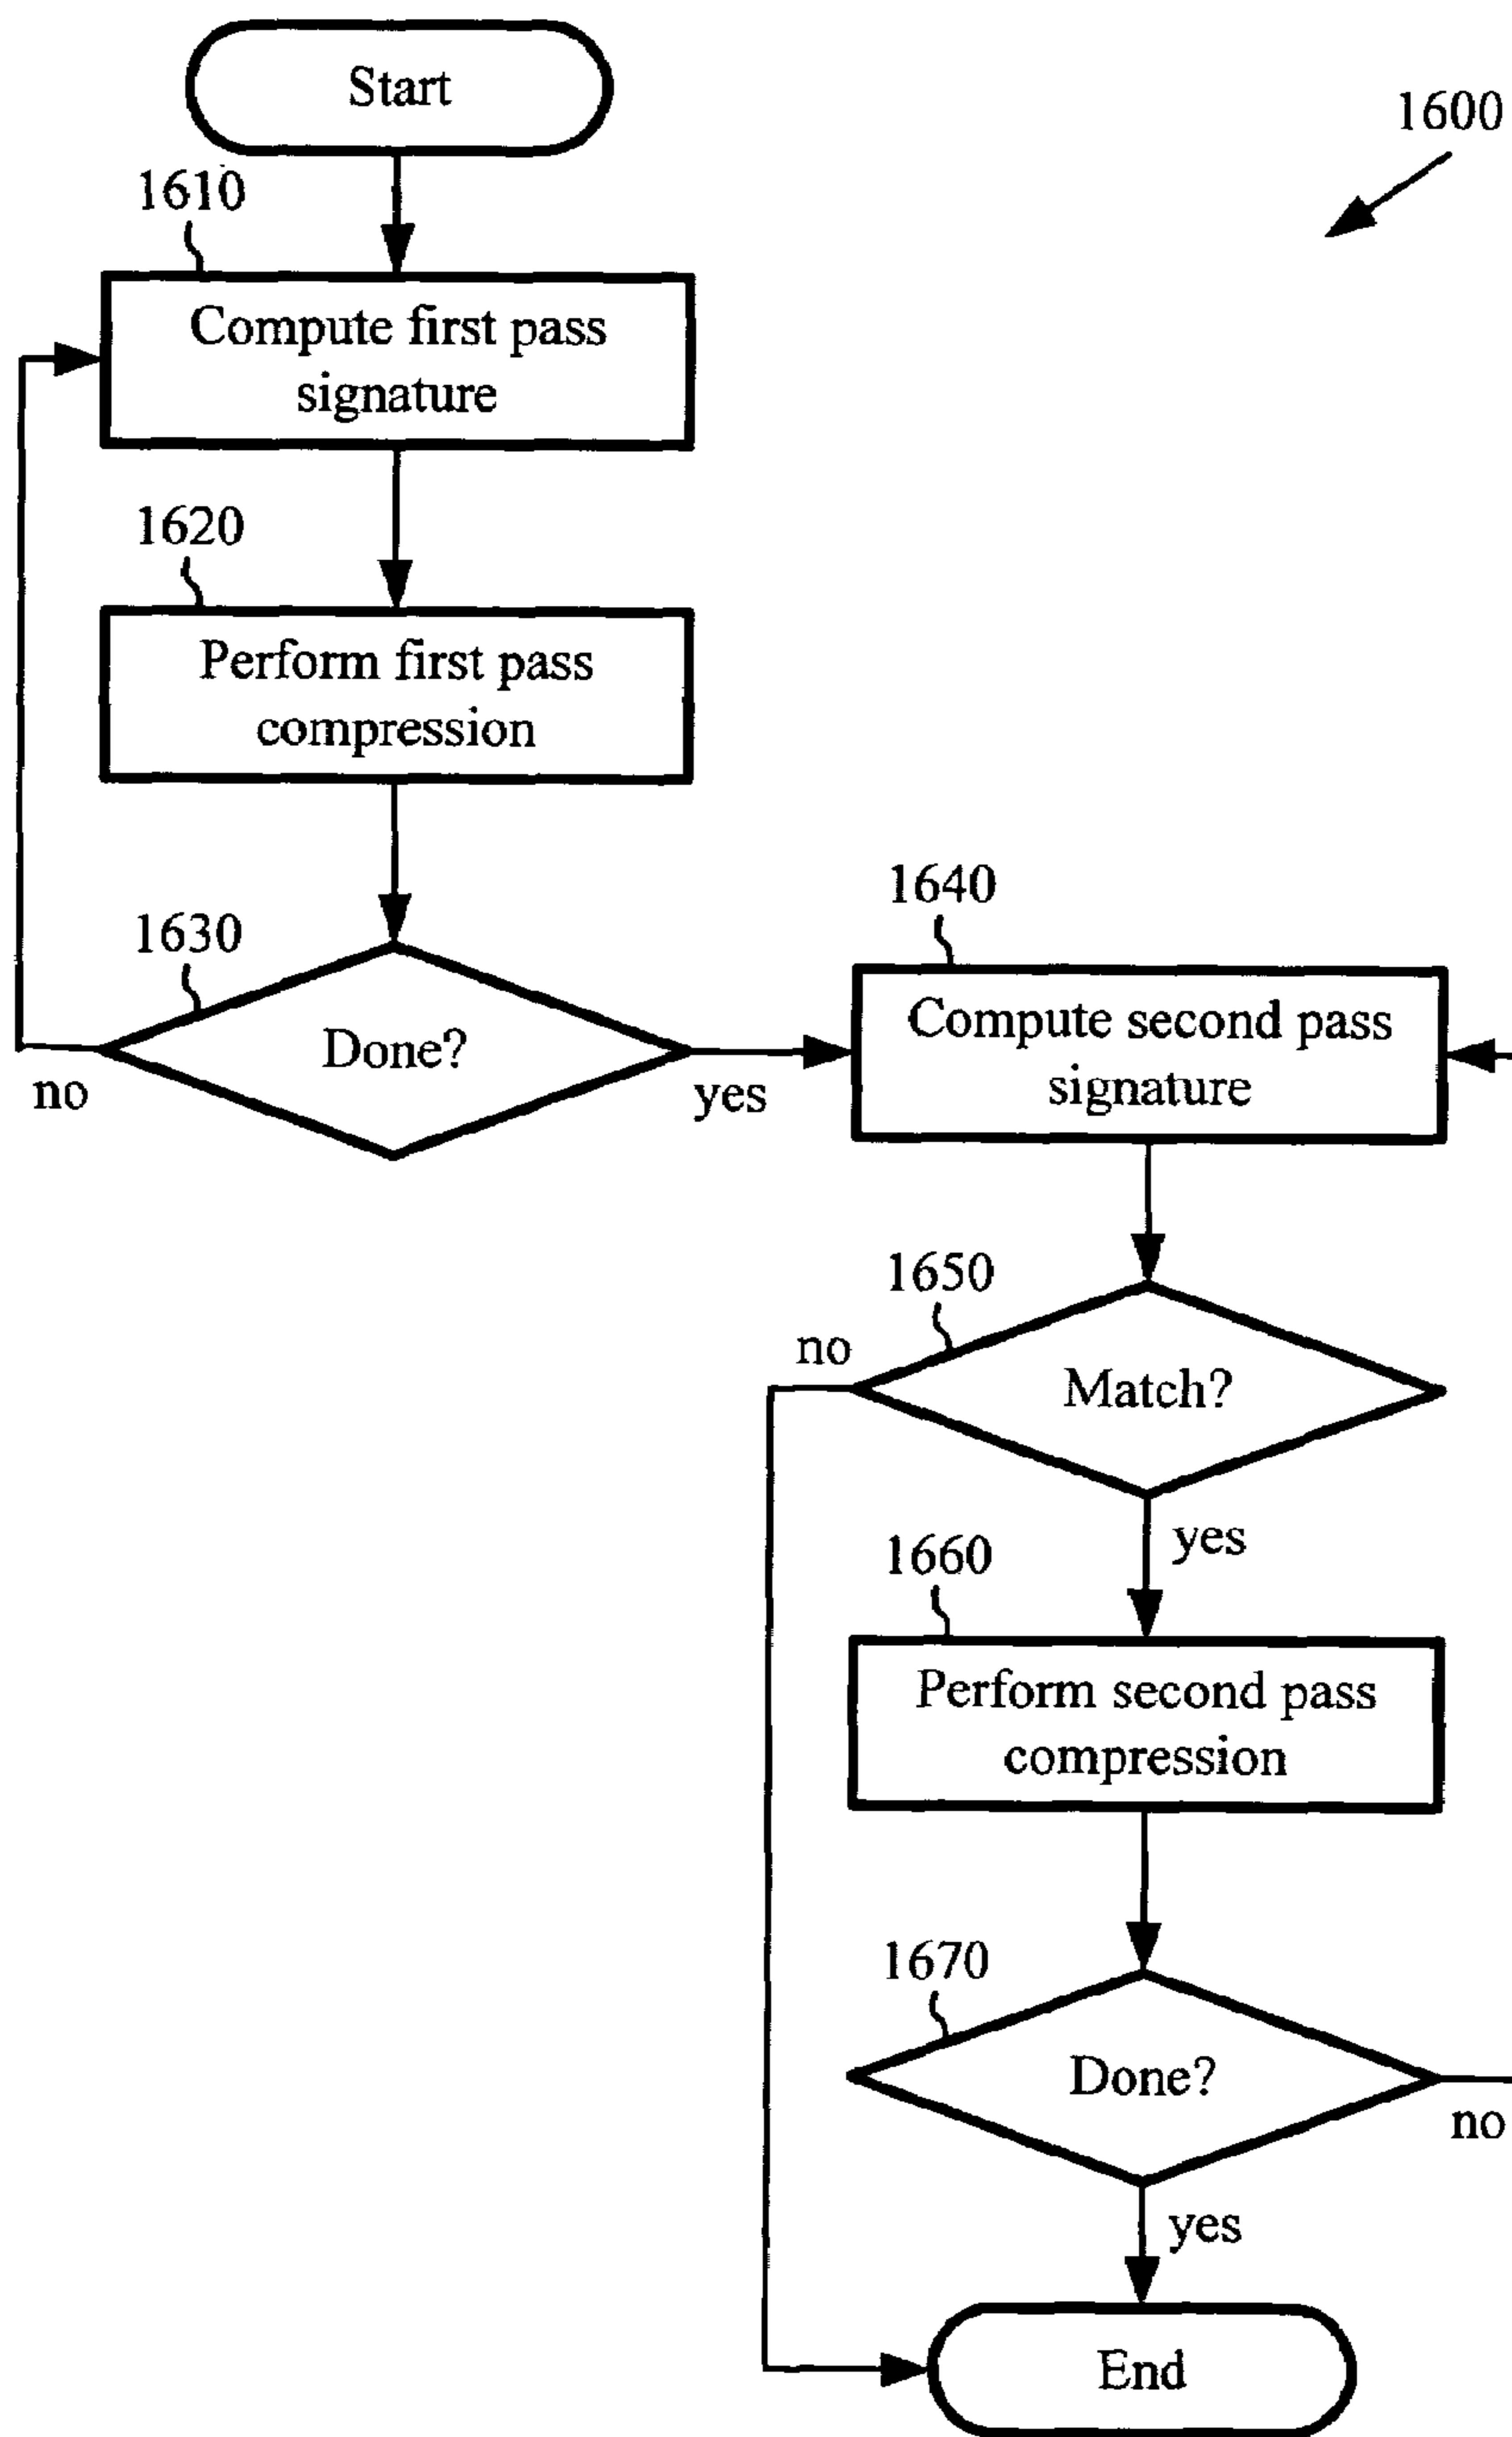 Start
1600
1610
Compute first pass
signature
1620
Perform first pass
compression
1630
Done?
no
yes
1640
Compute second pass
signature
1650
no
Match?
yes
1660
Perform second pass
compression
1670
Done?
no
yes
End